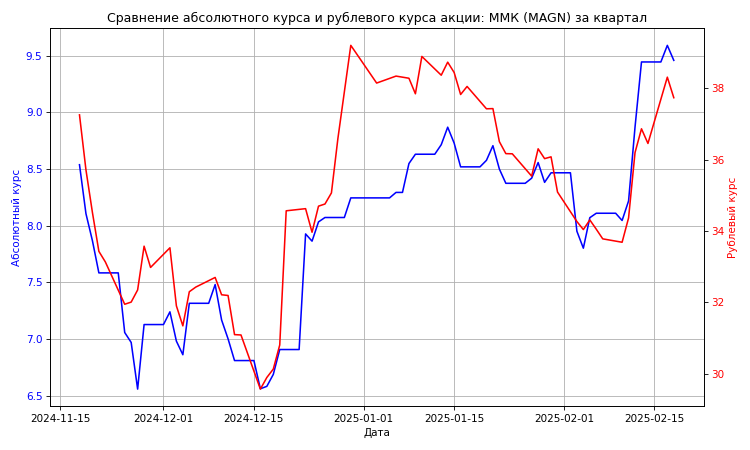 Сравнение абсолютного курса и рублевого курса акции: ММК (MAGN) за квартал
Абсолютный курс
9.5
9.0
8.5
8.0
7.5
7.0
6.5
38
36
34
32
30
Рублевый курс
2024-11-15 2024-12-01 2024-12-15 2025-01-01 2025-01-15 2025-02-01 2025-02-15
Дата